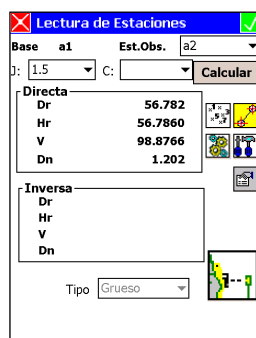 Lectura de Estaciones
Base a1 Est.Obs. a2
J: 1.5 C: Calcular
Directa
Dr 56.782
Hr 56.7860
V 98.8766
Dn 1.202
Inversa
Dr
Hr
V
Dn
Tipo Grueso